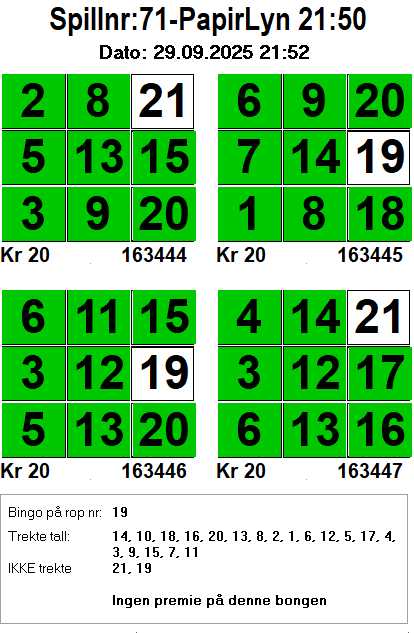 Spillnr:71-PapirLyn 21:50
Dato: 29.09.2025 21:52
2 8 21
5 13 15
3 9 20
Kr 20 163444
6 9 20
7 14 19
1 8 18
Kr 20 163445
6 11 15
3 12 19
5 13 20
Kr 20 163446
4 14 21
3 12 17
6 13 16
Kr 20 163447
Bingo på rop nr: 19
Trekte tall: 14, 10, 18, 16, 20, 13, 8, 2, 1, 6, 12, 5, 17, 4,
3, 9, 15, 7, 11
IKKE trekte 21, 19
Ingen premie på denne bongen